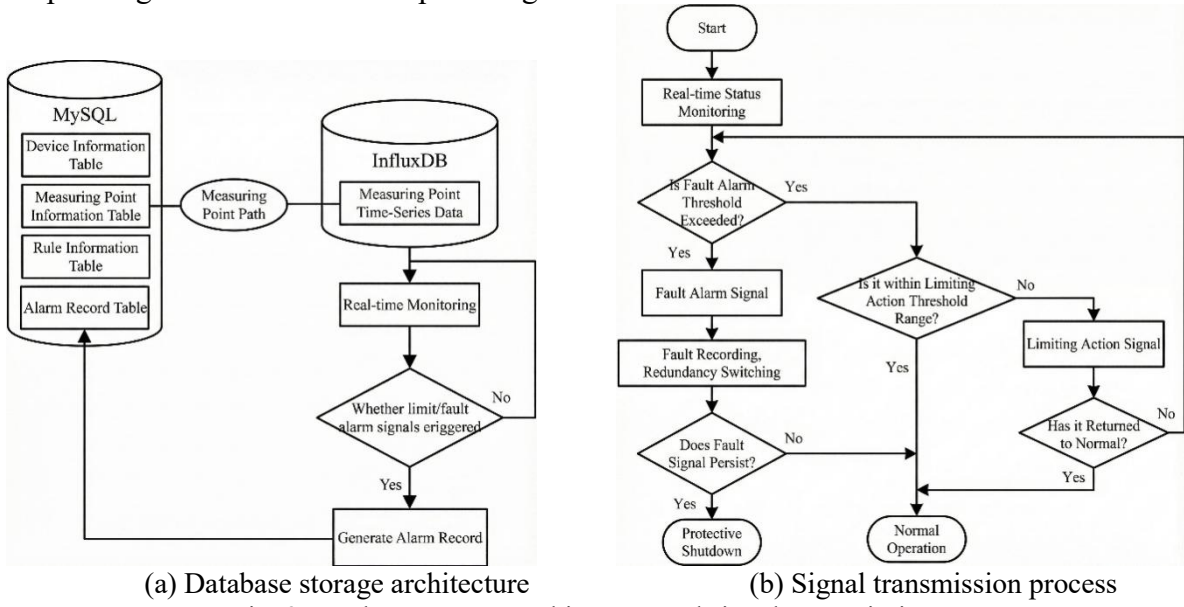 MySQL
Device Information
Table
Measuring Point
Information Table
Rule Information
Table
Alarm Record Table
Measuring
Point Path
InfluxDB
Measuring Point
Time-Series Data
Real-time Monitoring
Whether limit/fault
alarm signals eriggered
No
Yes
Generate Alarm Record
(a) Database storage architecture
Start
Real-time Status
Monitoring
Is Fault Alarm
Threshold
Exceeded?
Yes
Yes
Fault Alarm Signal
Fault Recording,
Redundancy Switching
Does Fault
Signal Persist?
No
Yes
Protective
Shutdown
Is it within Limiting
Action Threshold
Range?
No
Yes
Limiting Action Signal
Has it Returned
to Normal?
No
Yes
Normal
Operation
(b) Signal transmission process